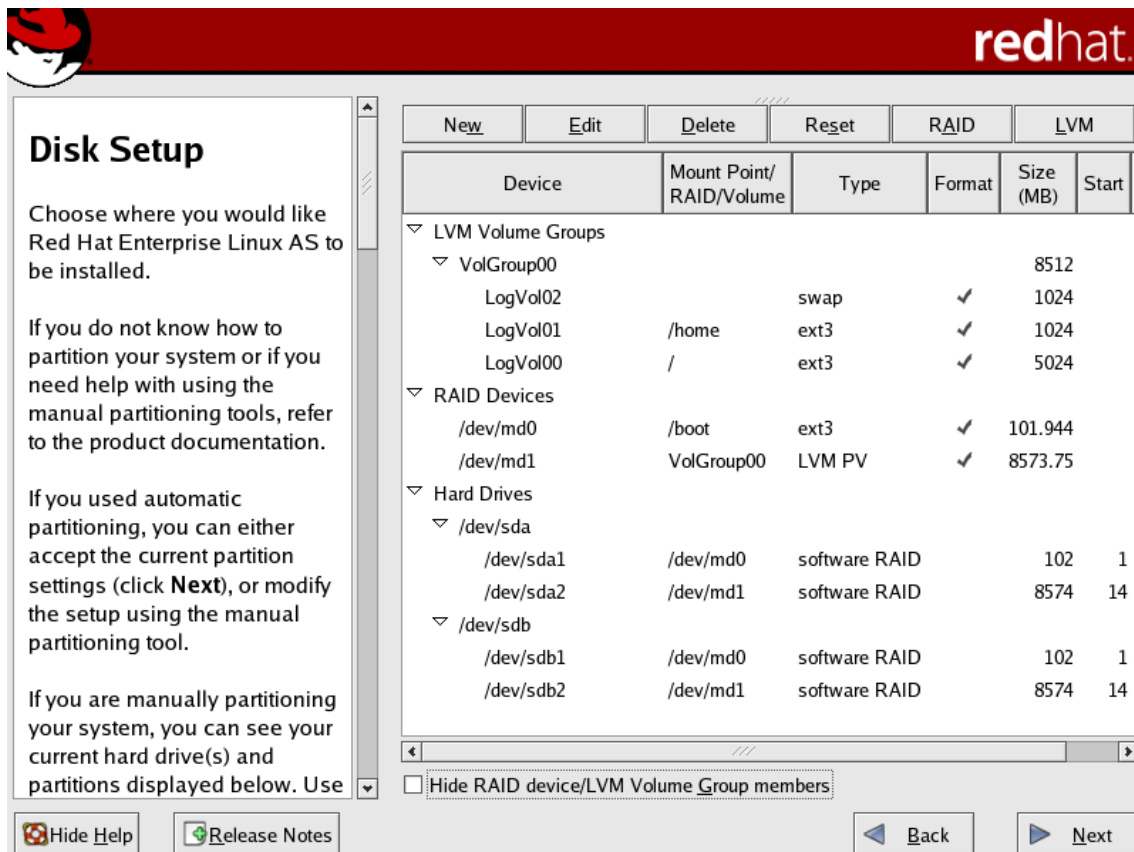 redhat.
Disk Setup
Choose where you would like
Red Hat Enterprise Linux AS to
be installed.
If you do not know how to
partition your system or if you
need help with using the
manual partitioning tools, refer
to the product documentation.
If you used automatic
partitioning, you can either
accept the current partition
settings (click Next), or modify
the setup using the manual
partitioning tool.
If you are manually partitioning
your system, you can see your
current hard drive(s) and
partitions displayed below. Use
New Edit Delete Reset RAID LVM
Device Mount Point/ RAID/Volume Type Format Size (MB) Start
LVM Volume Groups
VolGroup00 8512
LogVol02 swap 1024
LogVol01 /home ext3 1024
LogVol00 / ext3 5024
RAID Devices
/dev/md0 /boot ext3 101.944
/dev/md1 VolGroup00 LVM PV 8573.75
Hard Drives
/dev/sda
/dev/sda1 /dev/md0 software RAID 102 1
/dev/sda2 /dev/md1 software RAID 8574 14
/dev/sdb
/dev/sdb1 /dev/md0 software RAID 102 1
/dev/sdb2 /dev/md1 software RAID 8574 14
Hide RAID device/LVM Volume Group members
Hide Help Release Notes Back Next